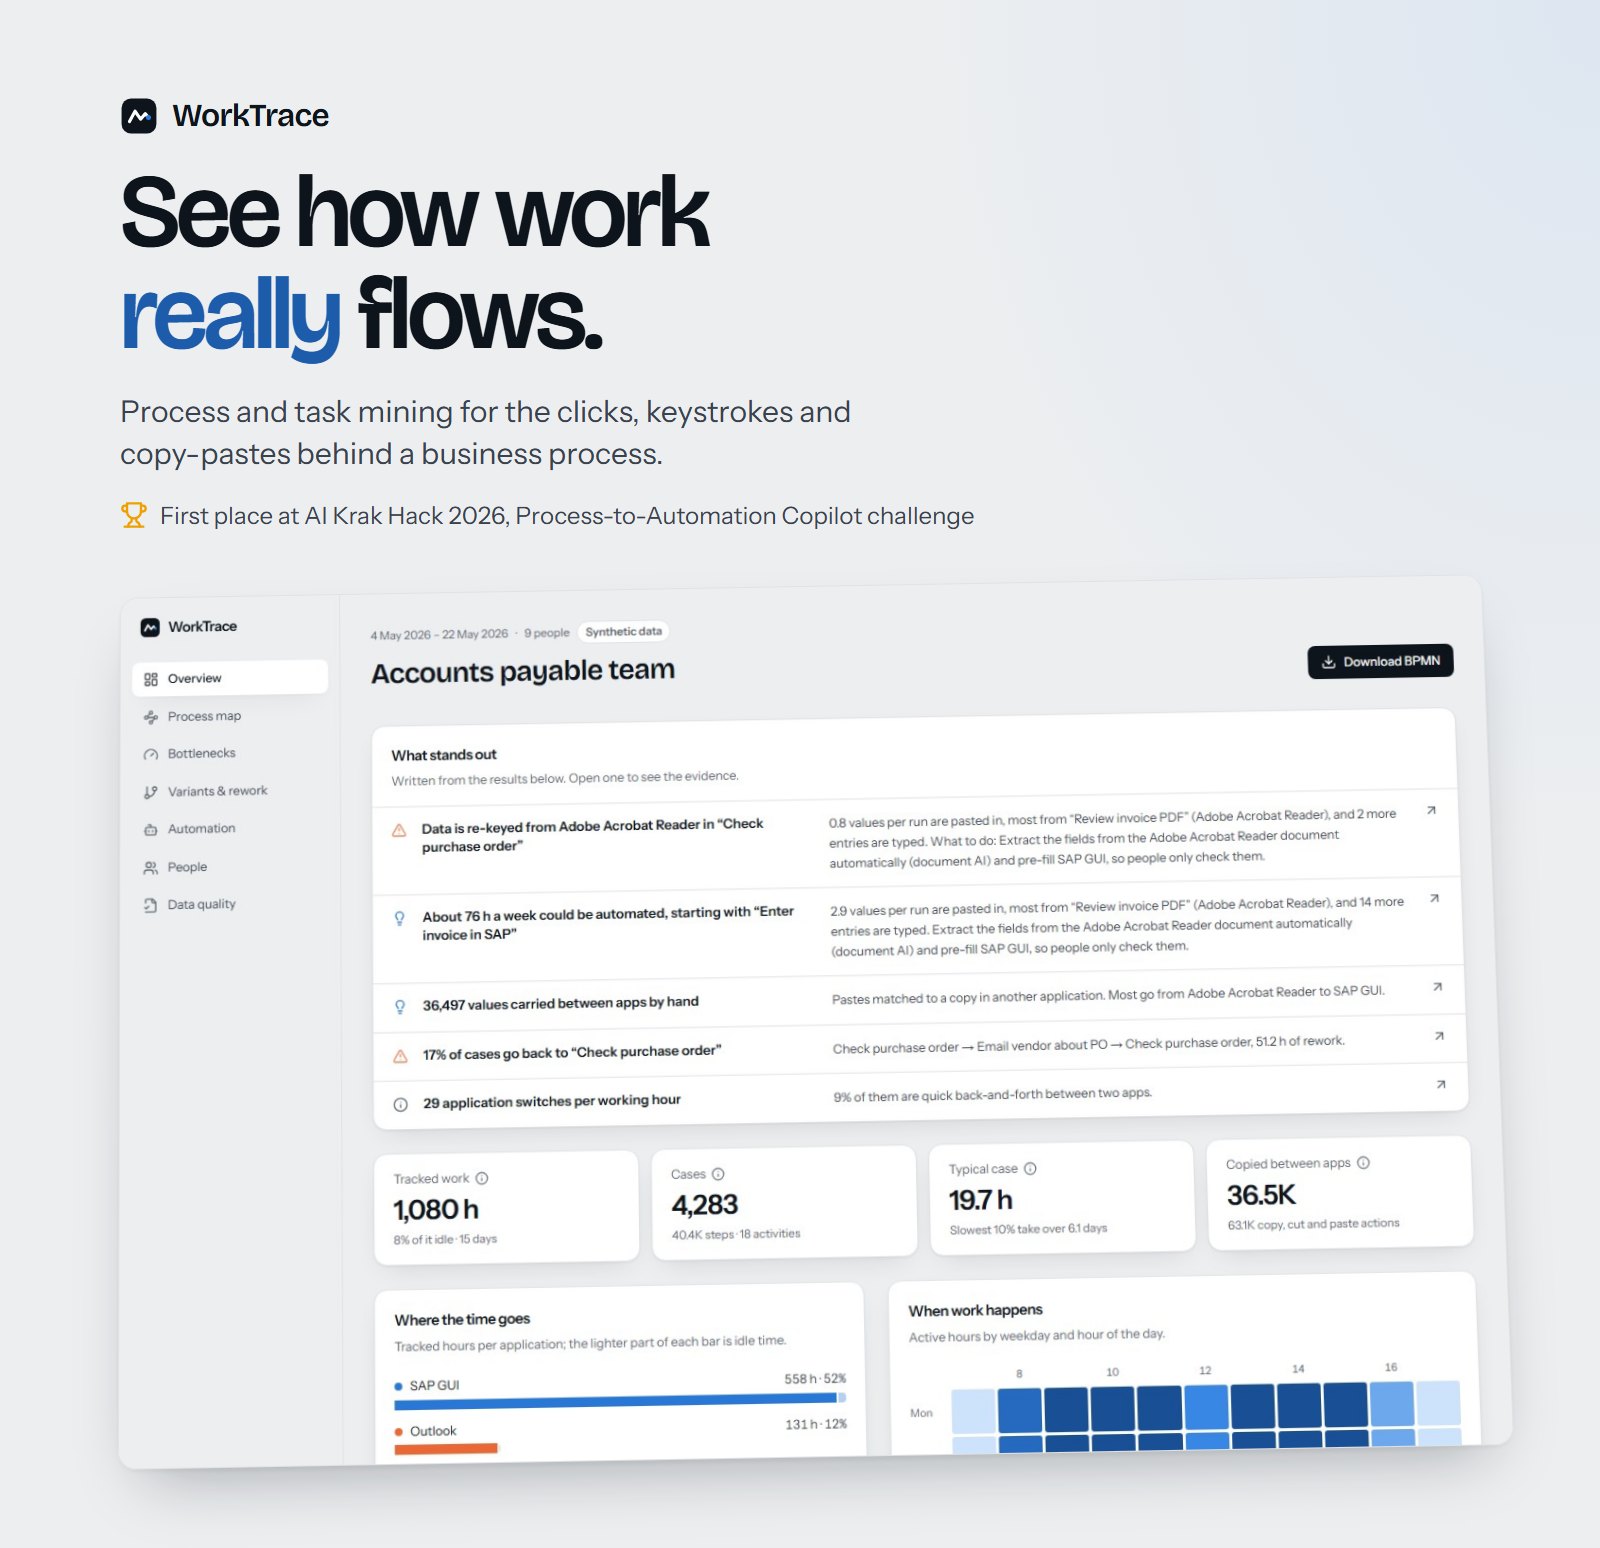 WorkTrace
See how work
really flows.
Process and task mining for the clicks, keystrokes and
copy-pastes behind a business process.
First place at AI Krak Hack 2026, Process-to-Automation Copilot challenge
WorkTrace
Overview
Process map
Bottlenecks
Variants & rework
Automation
People
Data quality
4 May 2026 – 22 May 2026 · 9 people Synthetic data
Accounts payable team
Download BPMN
What stands out
Written from the results below. Open one to see the evidence.
Data is re-keyed from Adobe Acrobat Reader in “Check
purchase order”
0.8 values per run are pasted in, most from “Review invoice PDF” (Adobe Acrobat Reader), and 2 more
entries are typed. What to do: Extract the fields from the Adobe Acrobat Reader document
automatically (document AI) and pre-fill SAP GUI, so people only check them.
About 76 h a week could be automated, starting with “Enter
invoice in SAP”
2.9 values per run are pasted in, most from “Review invoice PDF” (Adobe Acrobat Reader), and 14 more
entries are typed. Extract the fields from the Adobe Acrobat Reader document automatically
(document AI) and pre-fill SAP GUI, so people only check them.
36,497 values carried between apps by hand
Pastes matched to a copy in another application. Most go from Adobe Acrobat Reader to SAP GUI.
17% of cases go back to “Check purchase order”
Check purchase order → Email vendor about PO → Check purchase order, 51.2 h of rework.
29 application switches per working hour
9% of them are quick back-and-forth between two apps.
Tracked work
1,080 h
8% of it idle · 15 days
Cases
4,283
40.4K steps · 18 activities
Typical case
19.7 h
Slowest 10% take over 6.1 days
Copied between apps
36.5K
63.1K copy, cut and paste actions
Where the time goes
Tracked hours per application; the lighter part of each bar is idle time.
SAP GUI 558 h · 52%
Outlook 131 h · 12%
When work happens
Active hours by weekday and hour of the day.
8 10 12 14 16
Mon